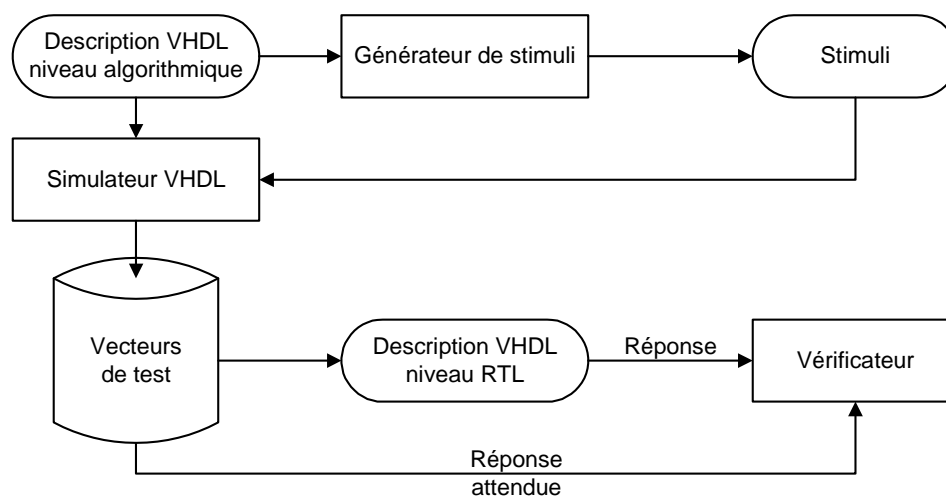 Description VHDL
niveau algorithmique
Générateur de stimuli
Stimuli
Simulateur VHDL
Vecteurs
de test
Description VHDL
niveau RTL
Réponse
Vérificateur
Réponse
attendue